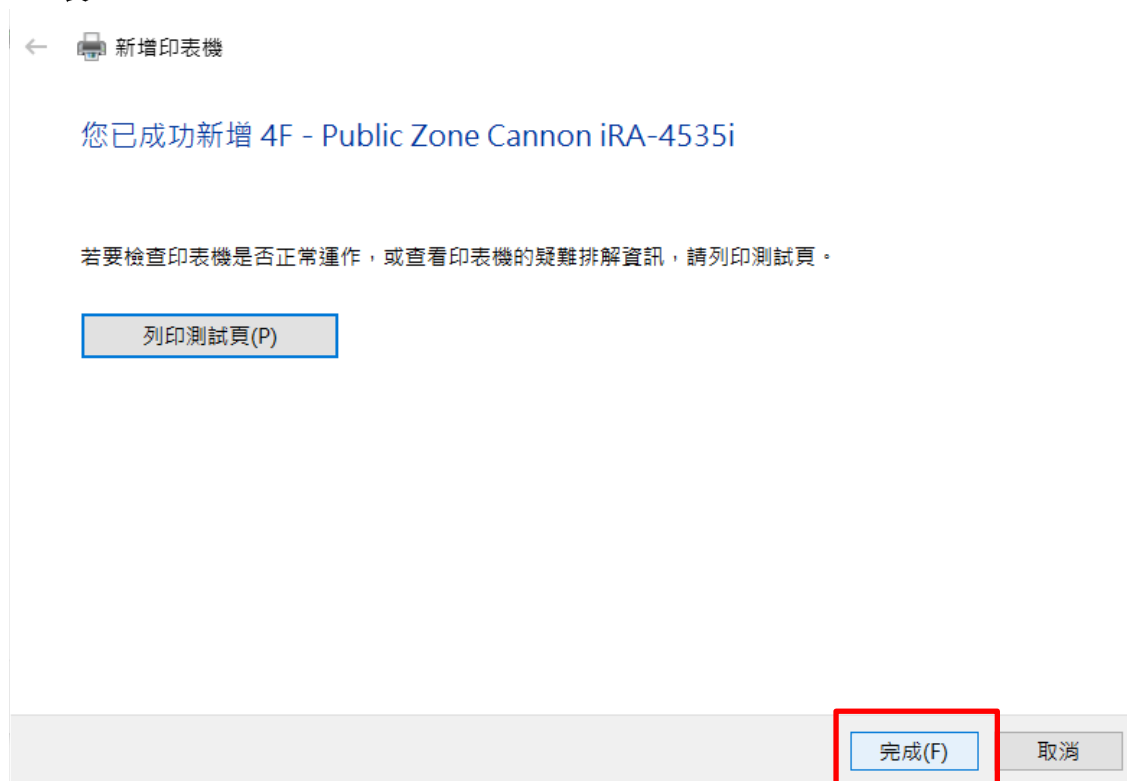 新增印表機
您已成功新增 4F - Public Zone Cannon iRA-4535i
若要檢查印表機是否正常運作，或查看印表機的疑難排解資訊，請列印測試頁。
列印測試頁(P)
完成(F) 取消